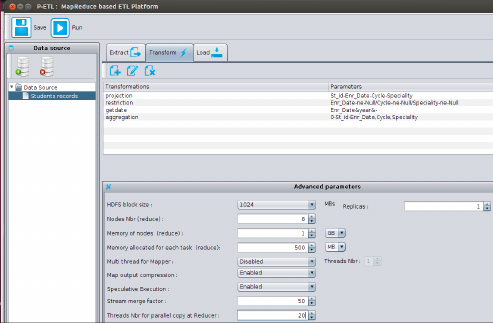 P-ETL : MapReduce based ETL Platform
Save Run
Data source
Data Source
Students records
Extract Transform Load
Transformations Parameters
projection St_id-Enr_Date-Cycle-Speciality
restriction Enr_Date-ne-Null/Cycle-ne-Null/Speciality-ne-Null
getdate Enr_Date&year&-
aggregation 0-St_id-Enr_Date,Cycle,Speciality
Advanced parameters
HDFS block size : 1024 MBs Replicas : 1
Nodes Nbr (reduce) : 8
Memory of nodes (reduce): 1 GB
Memory allocated for each task (reduce): 500 MB
Multi thread for Mapper : Disabled Threads Nbr : 1
Map output compression : Enabled
Speculative Execution : Enabled
Stream merge factor : 50
Threads Nbr for parallel copy at Reducer : 20